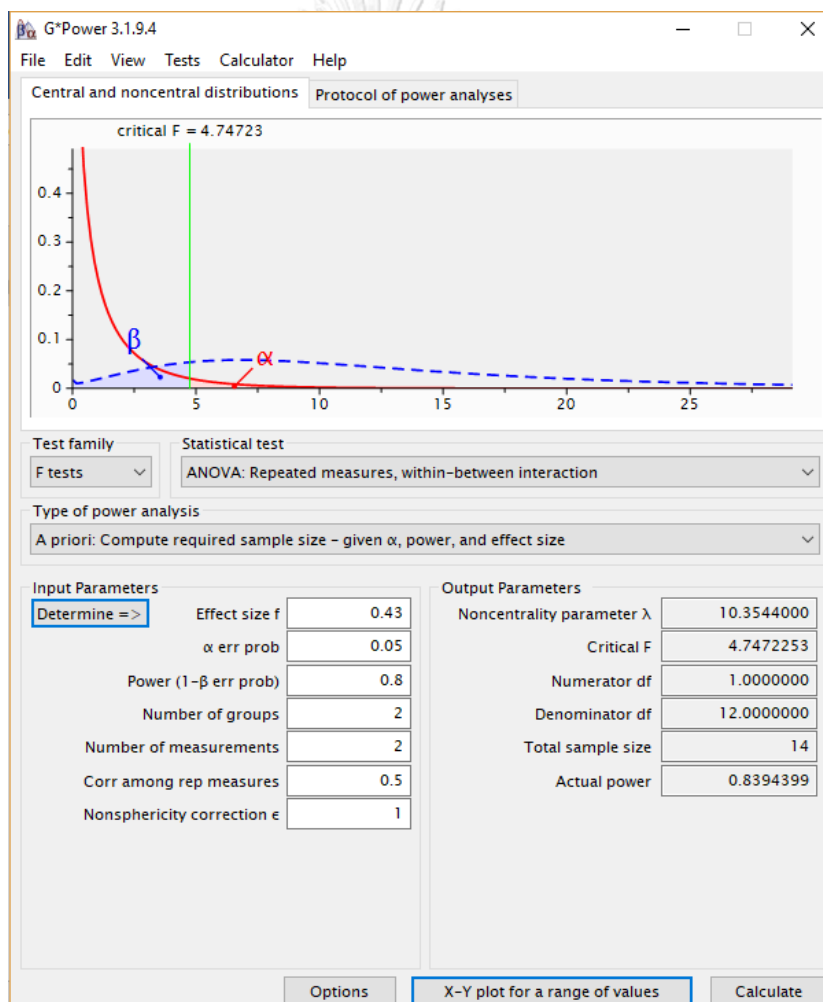 G*Power 3.1.9.4
File Edit View Tests Calculator Help
Central and noncentral distributions Protocol of power analyses
critical F = 4.74723
0.4
0.3
0.2
0.1
0
β
α
0 5 10 15 20 25
Test family Statistical test
F tests ANOVA: Repeated measures, within-between interaction
Type of power analysis
A priori: Compute required sample size - given α, power, and effect size
Input Parameters Output Parameters
Determine => Effect size f 0.43 Noncentrality parameter λ 10.3544000
α err prob 0.05 Critical F 4.7472253
Power (1-β err prob) 0.8 Numerator df 1.0000000
Number of groups 2 Denominator df 12.0000000
Number of measurements 2 Total sample size 14
Corr among rep measures 0.5 Actual power 0.8394399
Nonsphericity correction ϵ 1
Options X-Y plot for a range of values Calculate